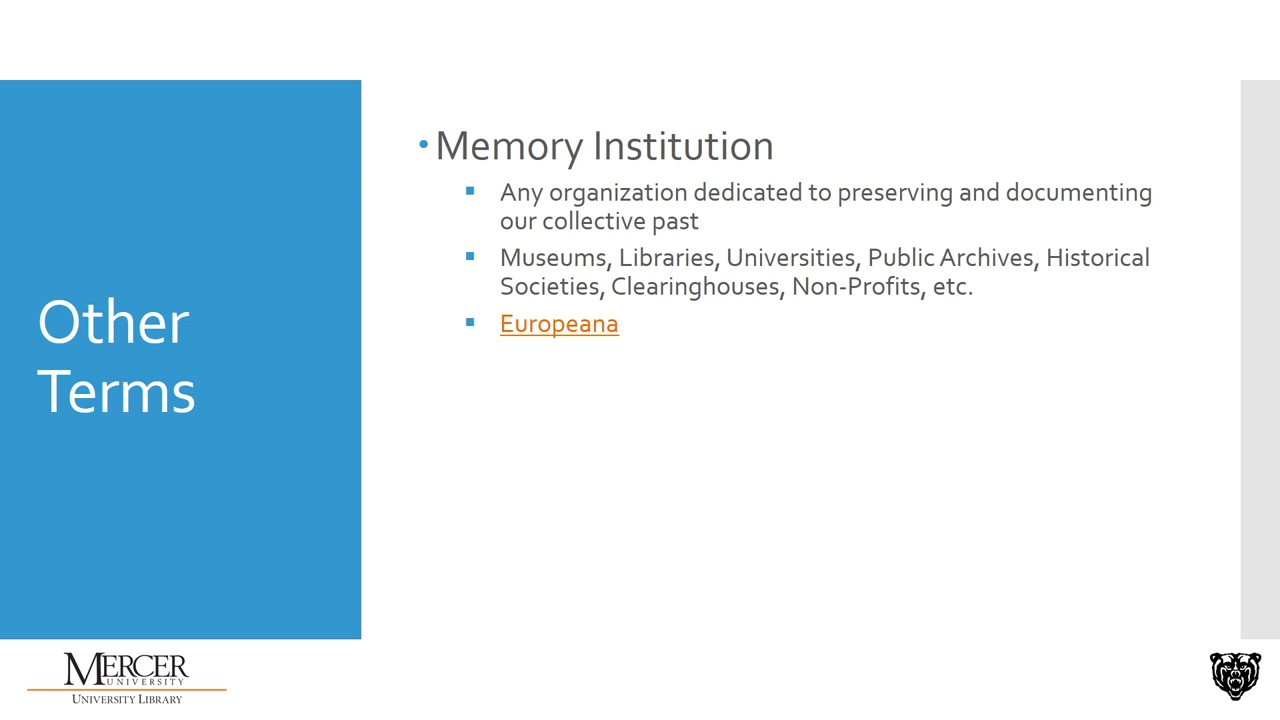 Other
Terms
Memory Institution
Any organization dedicated to preserving and documenting
our collective past
Museums, Libraries, Universities, Public Archives, Historical
Societies, Clearinghouses, Non-Profits, etc.
Europeana
MERCER
UNIVERSITY
UNIVERSITY LIBRARY